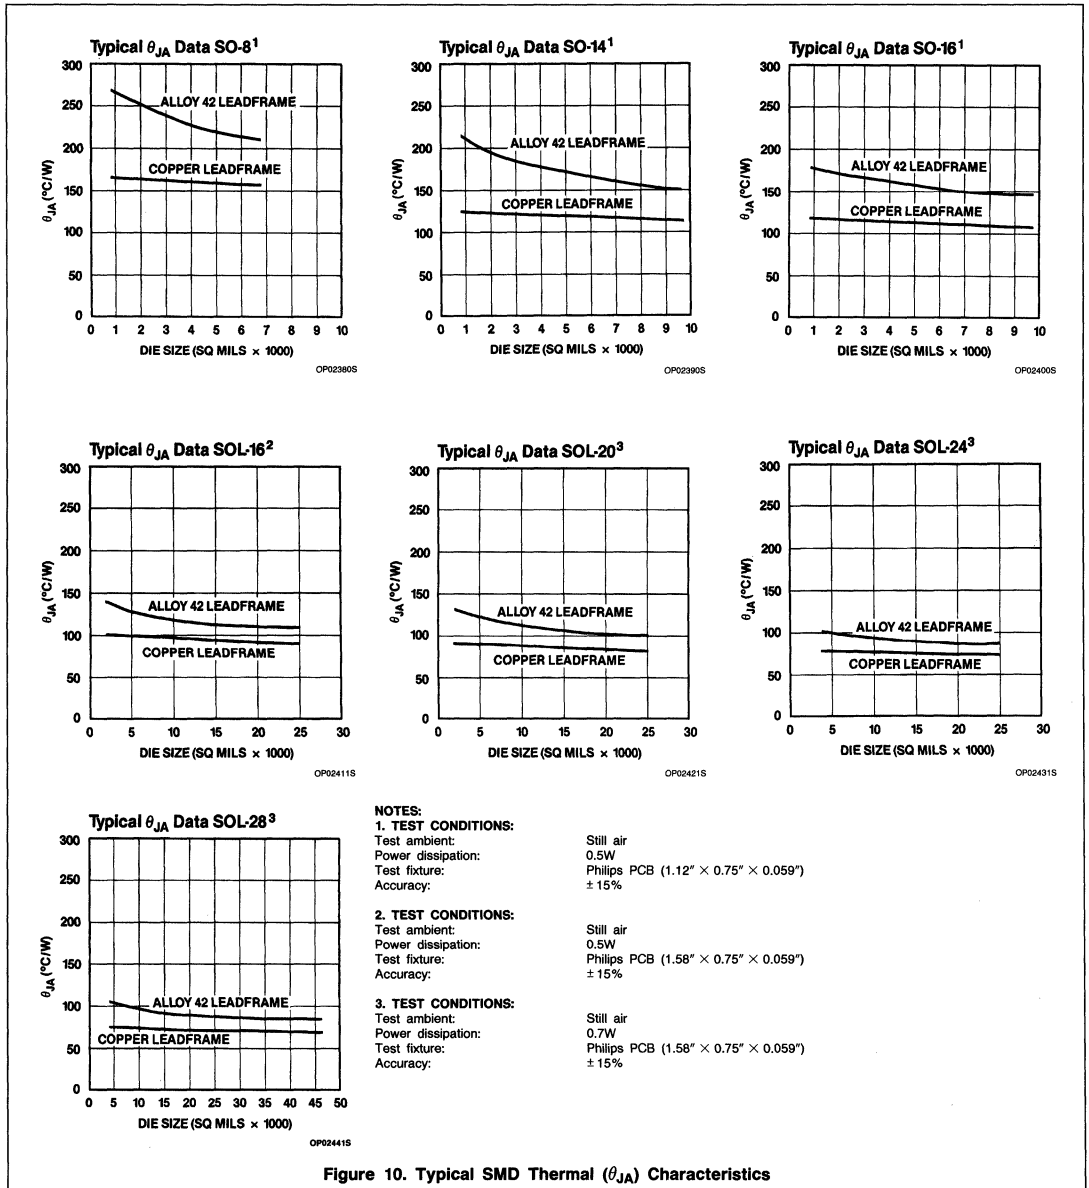 Typical θJA Data SO-8¹
300
250
200
150
100
50
0
θJA (°C/W)
ALLOY 42 LEADFRAME
COPPER LEADFRAME
0 1 2 3 4 5 6 7 8 9 10
DIE SIZE (SQ MILS × 1000)
OP02380S
Typical θJA Data SO-14¹
300
250
200
150
100
50
0
θJA (°C/W)
ALLOY 42 LEADFRAME
COPPER LEADFRAME
0 1 2 3 4 5 6 7 8 9 10
DIE SIZE (SQ MILS × 1000)
OP02390S
Typical θJA Data SO-16¹
300
250
200
150
100
50
0
θJA (°C/W)
ALLOY 42 LEADFRAME
COPPER LEADFRAME
0 1 2 3 4 5 6 7 8 9 10
DIE SIZE (SQ MILS × 1000)
OP02400S
Typical θJA Data SOL-16²
300
250
200
150
100
50
0
θJA (°C/W)
ALLOY 42 LEADFRAME
COPPER LEADFRAME
0 5 10 15 20 25 30
DIE SIZE (SQ MILS × 1000)
OP02411S
Typical θJA Data SOL-20³
300
250
200
150
100
50
0
θJA (°C/W)
ALLOY 42 LEADFRAME
COPPER LEADFRAME
0 5 10 15 20 25 30
DIE SIZE (SQ MILS × 1000)
OP02421S
Typical θJA Data SOL-24³
300
250
200
150
100
50
0
θJA (°C/W)
ALLOY 42 LEADFRAME
COPPER LEADFRAME
0 5 10 15 20 25 30
DIE SIZE (SQ MILS × 1000)
OP02431S
Typical θJA Data SOL-28³
300
250
200
150
100
50
0
θJA (°C/W)
ALLOY 42 LEADFRAME
COPPER LEADFRAME
0 5 10 15 20 25 30 35 40 45 50
DIE SIZE (SQ MILS × 1000)
OP02441S
NOTES:
1. TEST CONDITIONS:
Test ambient: Still air
Power dissipation: 0.5W
Test fixture: Philips PCB (1.12″ × 0.75″ × 0.059″)
Accuracy: ±15%
2. TEST CONDITIONS:
Test ambient: Still air
Power dissipation: 0.5W
Test fixture: Philips PCB (1.58″ × 0.75″ × 0.059″)
Accuracy: ±15%
3. TEST CONDITIONS:
Test ambient: Still air
Power dissipation: 0.7W
Test fixture: Philips PCB (1.58″ × 0.75″ × 0.059″)
Accuracy: ±15%
Figure 10. Typical SMD Thermal (θJA) Characteristics